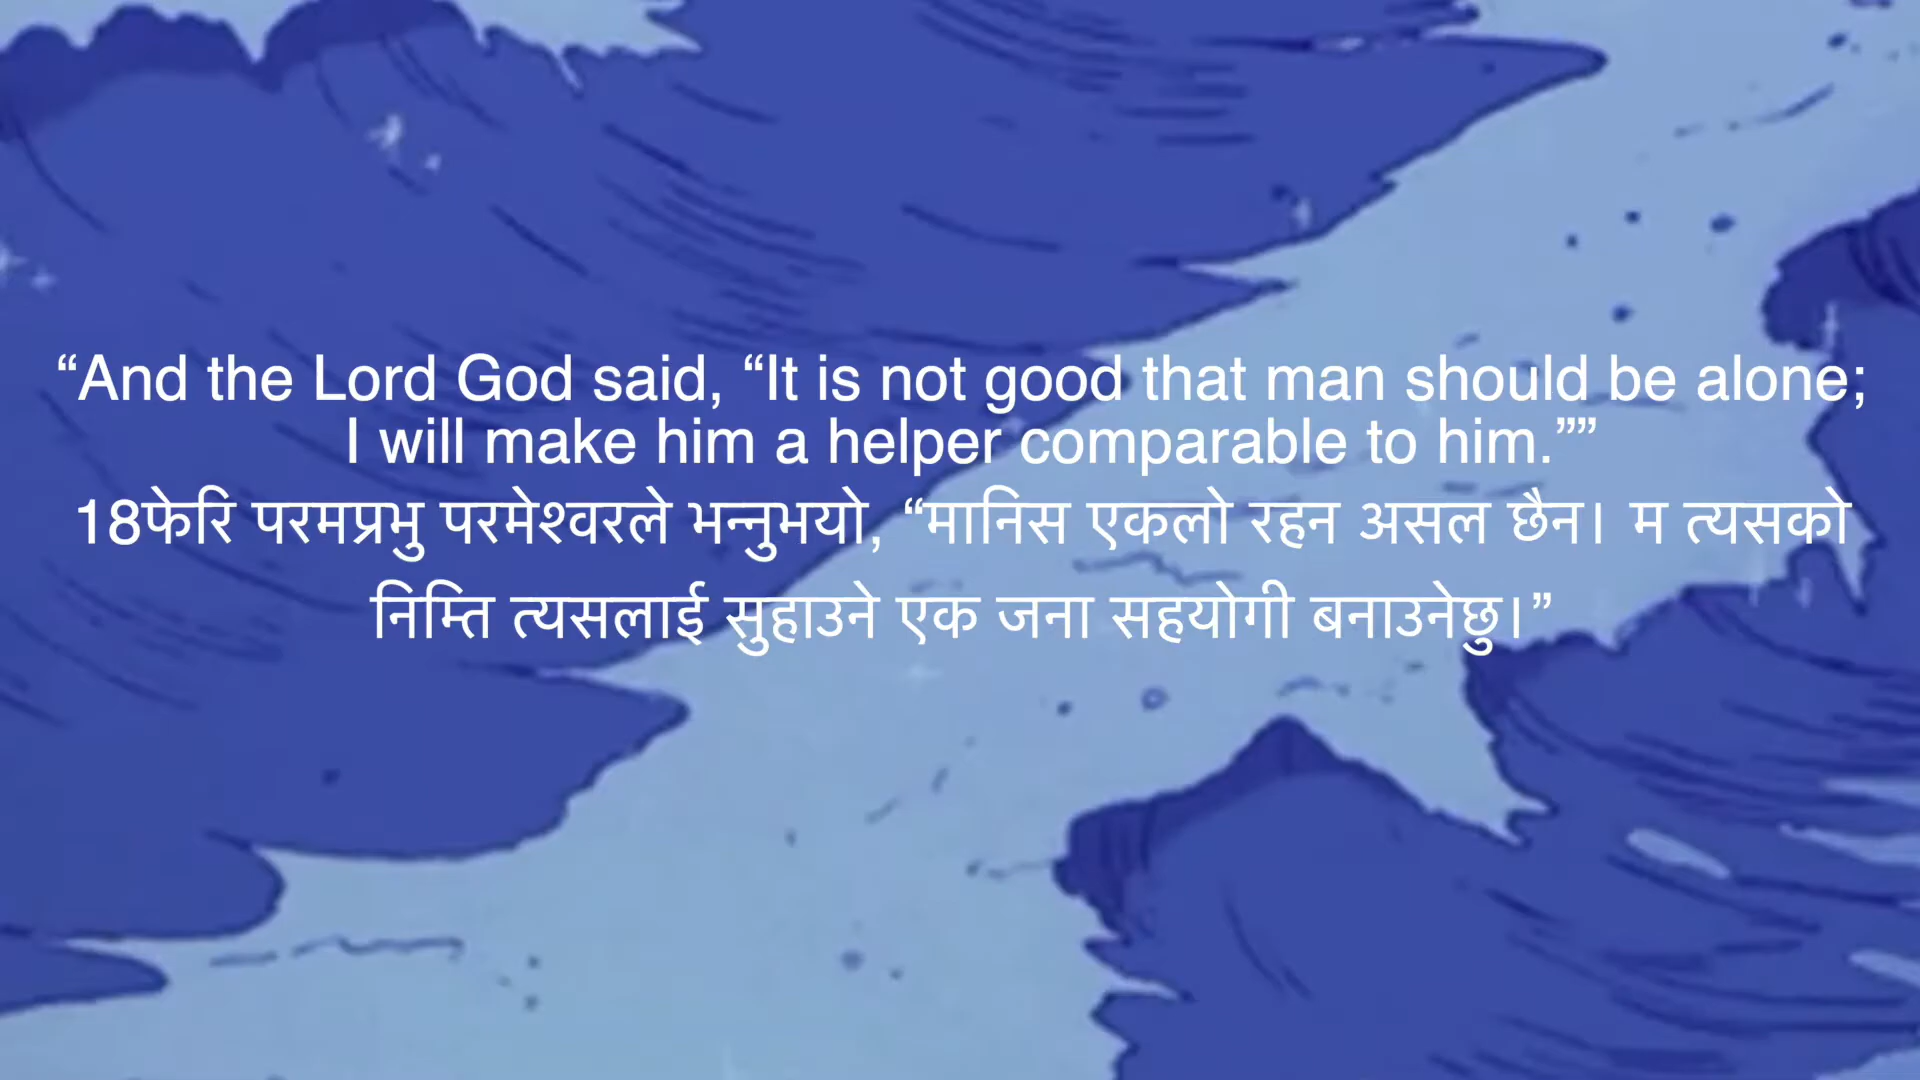 “And the Lord God said, “It is not good that man should be alone;
I will make him a helper comparable to him.””
18फेरि परमप्रभु परमेश्‍वरले भन्‍नुभयो, “मानिस एकलो रहन असल छैन। म त्यसको
निम्ति त्यसलाई सुहाउने एक जना सहयोगी बनाउनेछु।”